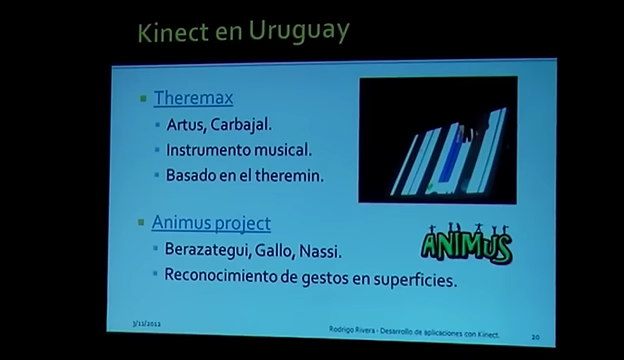 Kinect en Uruguay
Theremax
Artus, Carbajal.
Instrumento musical.
Basado en el theremin.
Animus project
Berazategui, Gallo, Nassi.
Reconocimiento de gestos en superficies.
ANIMUS
3/11/2012
Rodrigo Rivera - Desarrollo de aplicaciones con Kinect.
20